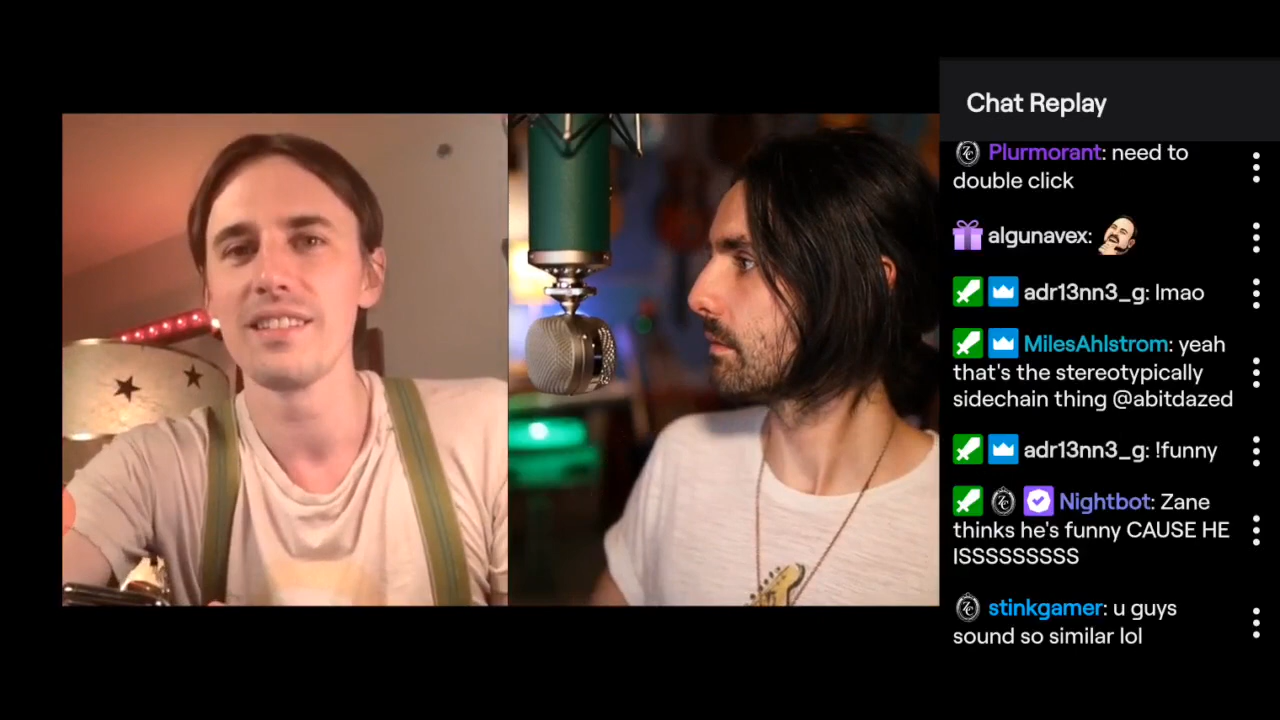 Chat Replay
Plurmorant: need to
double click
algunavex:
adr13nn3_g: lmao
MilesAhlstrom: yeah
that's the stereotypically
sidechain thing @abitdazed
adr13nn3_g: !funny
Nightbot: Zane
thinks he's funny CAUSE HE
ISSSSSSSSS
stinkgamer: u guys
sound so similar lol